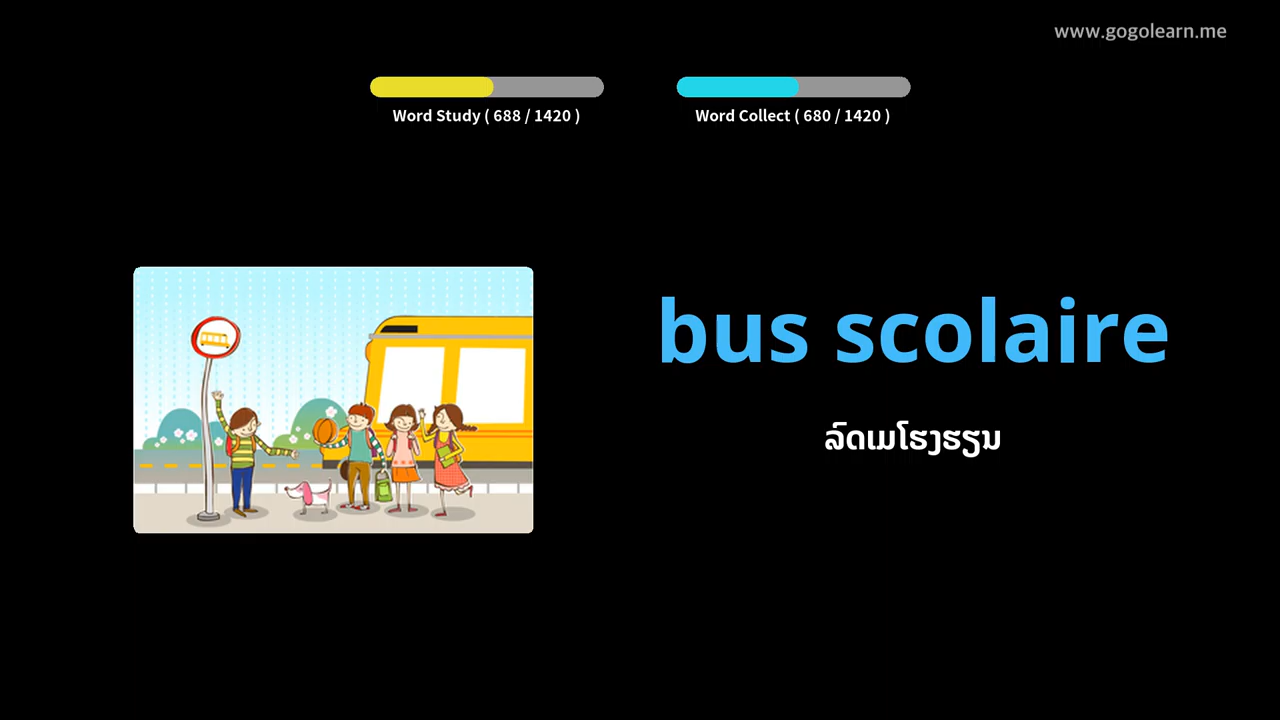 www.gogolearn.me
Word Study ( 688 / 1420 )
Word Collect ( 680 / 1420 )
bus scolaire
ລົດເມໂຮງຮຽນ